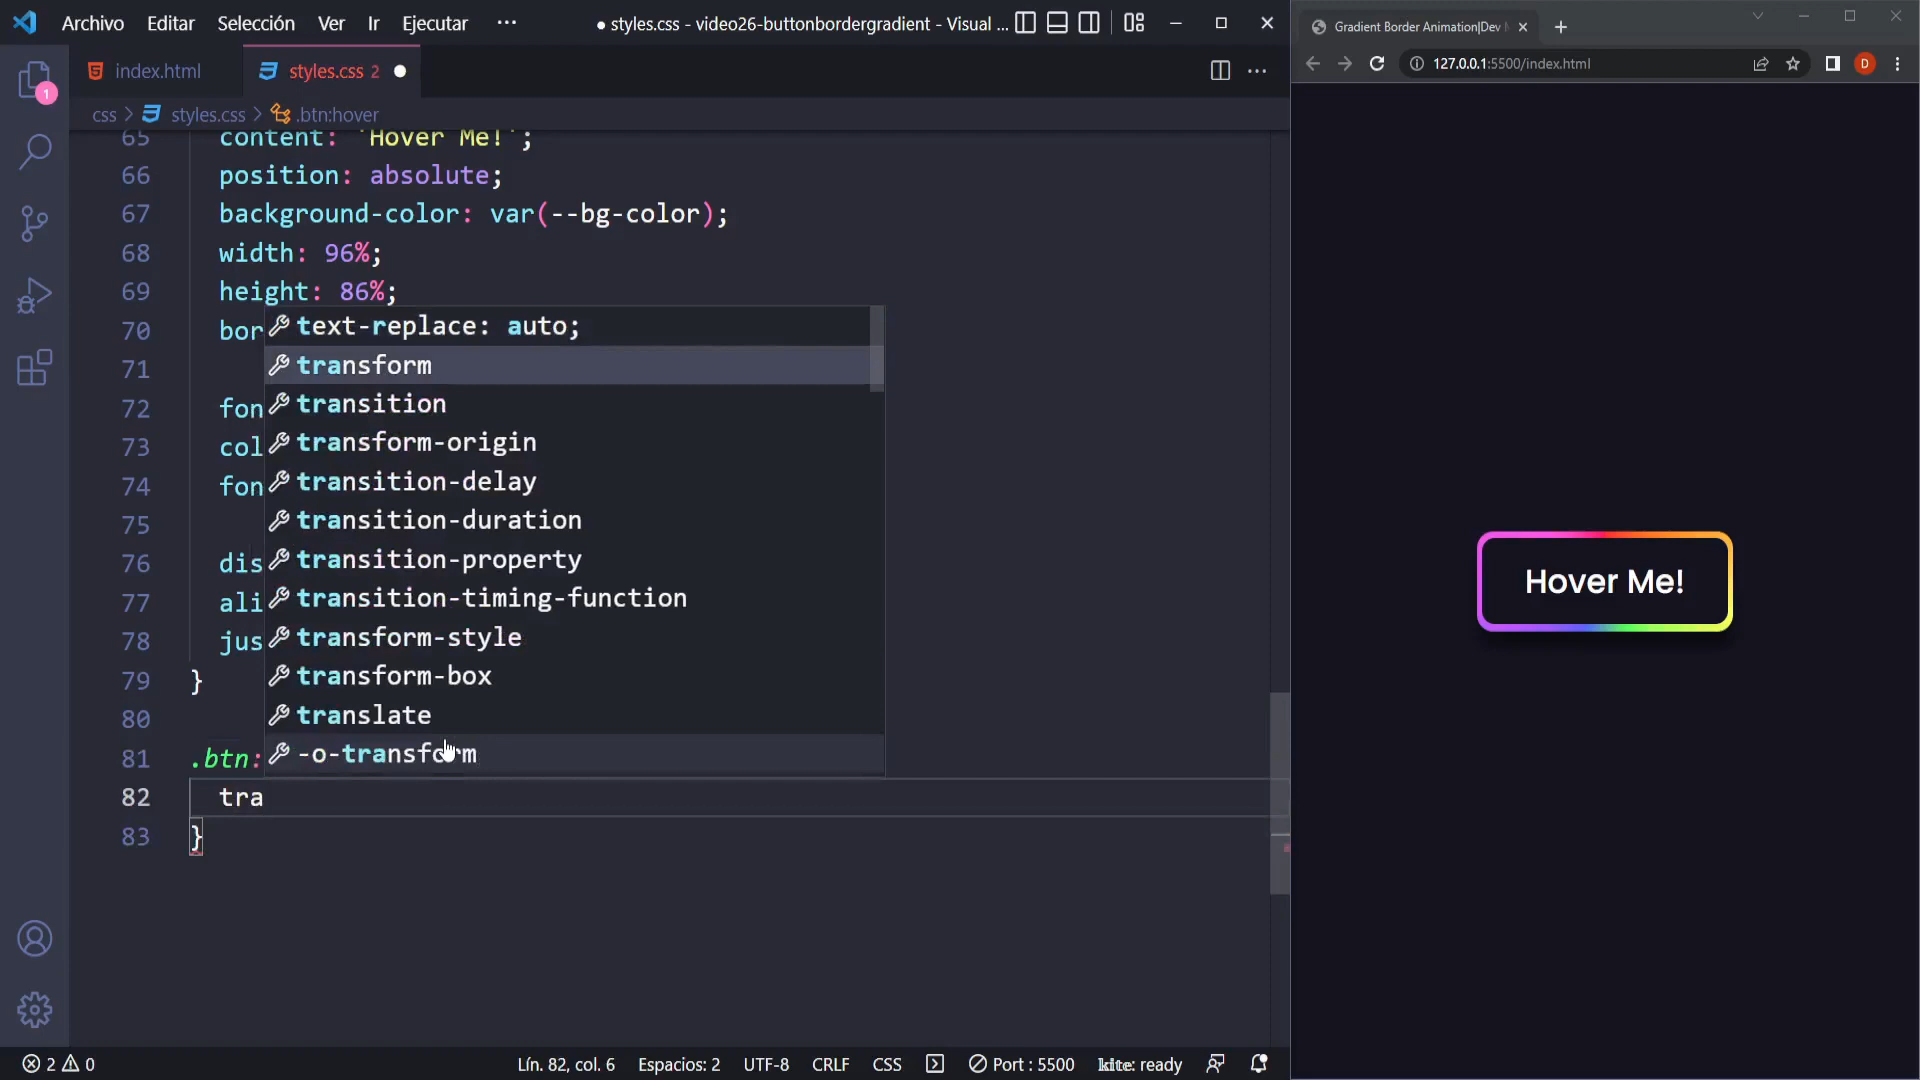 Archivo Editar Selección Ver Ir Ejecutar ··· ● styles.css - video26-buttonbordergradient - Visual ...
Gradient Border Animation|Dev
index.html styles.css 2 ●
127.0.0.1:5500/index.html D
1
css > styles.css > .btn:hover
65 content: 'Hover Me!';
66 position: absolute;
67 background-color: var(--bg-color);
68 width: 96%;
69 height: 86%;
70 bor
text-replace: auto;
71
transform
72 fon
transition
73 col
transform-origin
74 fon
transition-delay
75
transition-duration
76 dis
transition-property
77 ali
transition-timing-function
78 jus
transform-style
79 }
transform-box
80
translate
81 .btn:
-o-transform
82 tra
83 }
Hover Me!
2 0 Lín. 82, col. 6 Espacios: 2 UTF-8 CRLF CSS Port : 5500 kite: ready